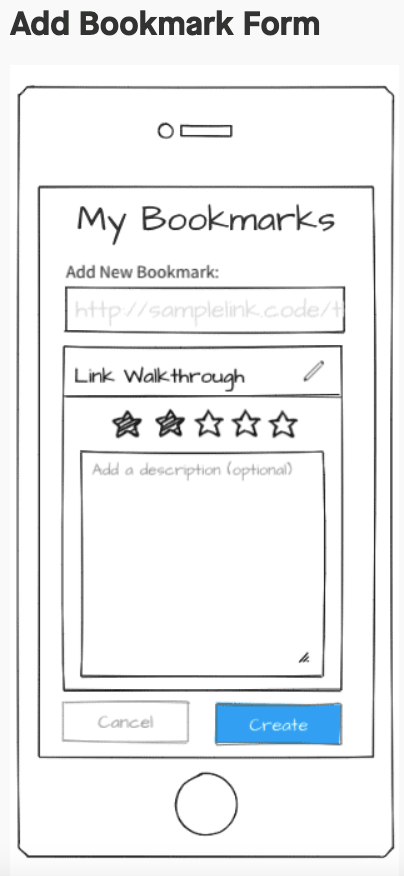 Add Bookmark Form
My Bookmarks
Add New Bookmark:
http://samplelink.code/t
Link Walkthrough
Add a description (optional)
Cancel
Create